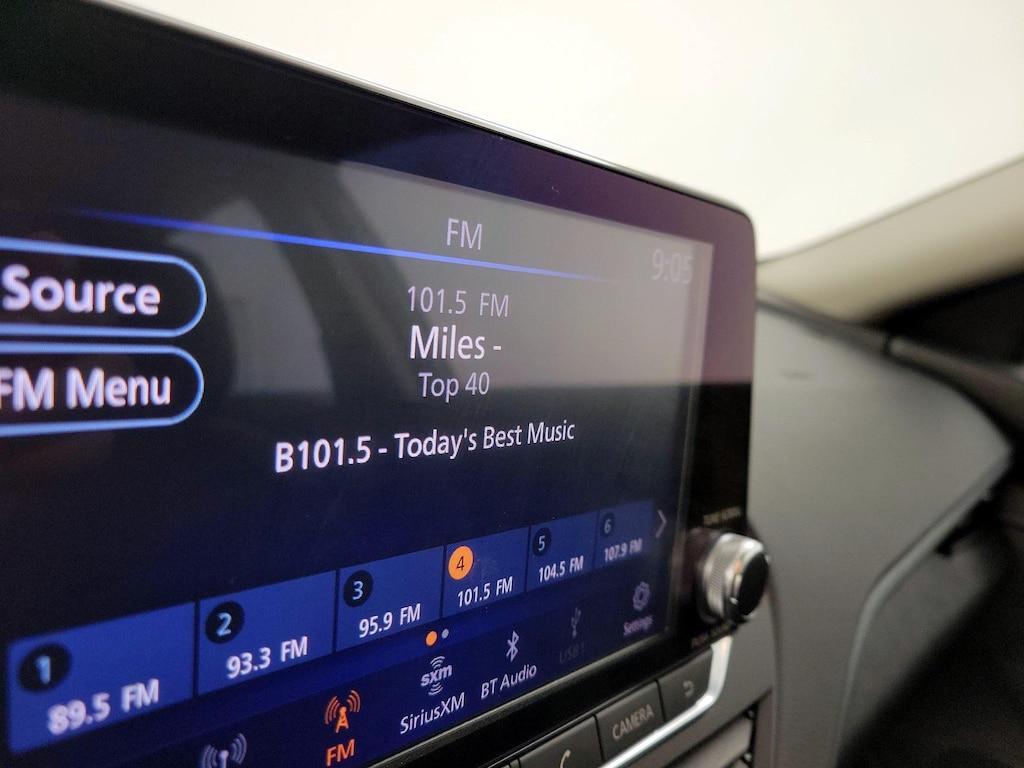 FM
9:05
Source
101.5 FM
Miles -
FM Menu
Top 40
B101.5 - Today's Best Music
1
89.5 FM
2
93.3 FM
3
95.9 FM
4
101.5 FM
5
104.5 FM
6
107.9 FM
FM
sxm
SiriusXM
BT Audio
USB 1
Settings
CAMERA